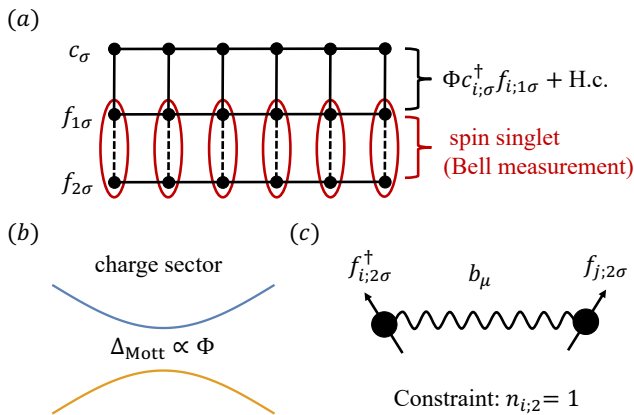 (a)
c_σ
Φc†_{i;σ} f_{i;1σ} + H.c.
f_{1σ}
spin singlet
(Bell measurement)
f_{2σ}
(b)
charge sector
Δ_Mott ∝ Φ
(c)
f†_{i;2σ}
b_μ
f_{j;2σ}
Constraint: n_{i;2} = 1